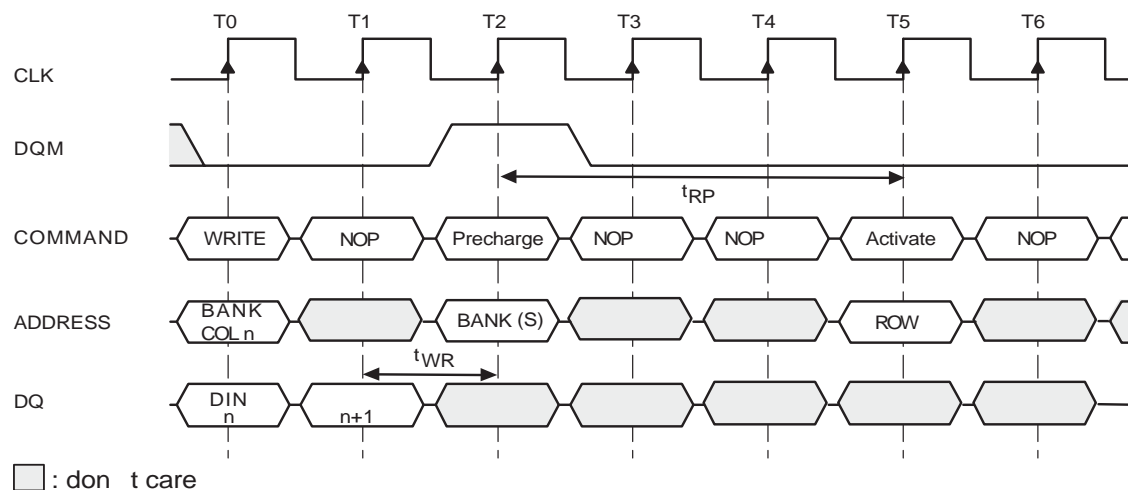 T0 T1 T2 T3 T4 T5 T6
CLK
DQM
tRP
COMMAND WRITE NOP Precharge NOP NOP Activate NOP
ADDRESS BANK COL n BANK (S) ROW
tWR
DQ DIN n n+1
: don t care